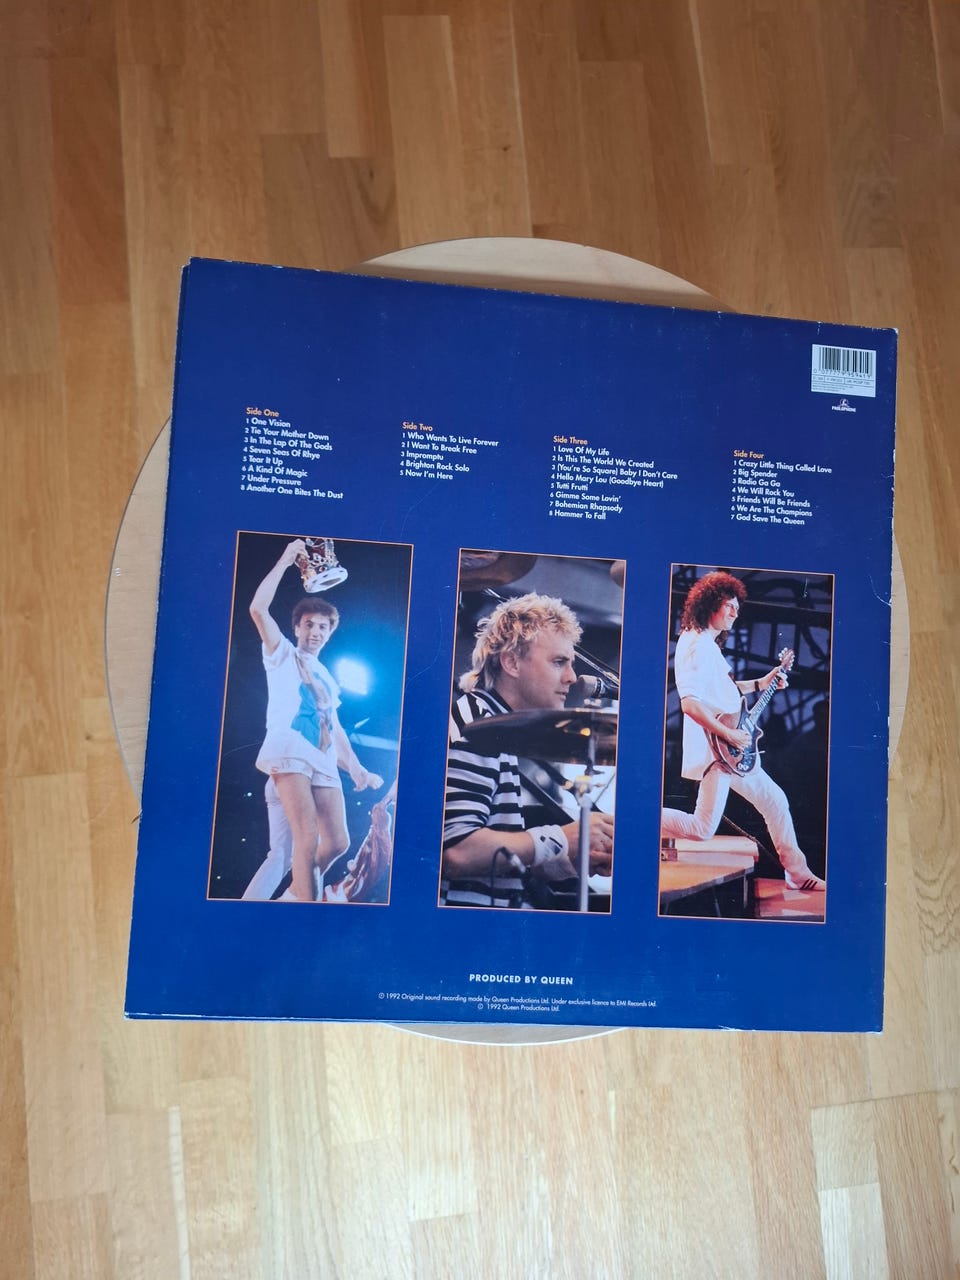 Side One
1 One Vision
2 Tie Your Mother Down
3 In The Lap Of The Gods
4 Seven Seas Of Rhye
5 Tear It Up
6 A Kind Of Magic
7 Under Pressure
8 Another One Bites The Dust
Side Two
1 Who Wants To Live Forever
2 I Want To Break Free
3 Impromptu
4 Brighton Rock Solo
5 Now I'm Here
Side Three
1 Love Of My Life
2 Is This The World We Created
3 (You're So Square) Baby I Don't Care
4 Hello Mary Lou (Goodbye Heart)
5 Tutti Frutti
6 Gimme Some Lovin'
7 Bohemian Rhapsody
8 Hammer To Fall
Side Four
1 Crazy Little Thing Called Love
2 Big Spender
3 Radio Ga Ga
4 We Will Rock You
5 Friends Will Be Friends
6 We Are The Champions
7 God Save The Queen
PARLOPHONE
PRODUCED BY QUEEN
℗ 1992 Original sound recording made by Queen Productions Ltd. Under exclusive licence to EMI Records Ltd.
© 1992 Queen Productions Ltd.